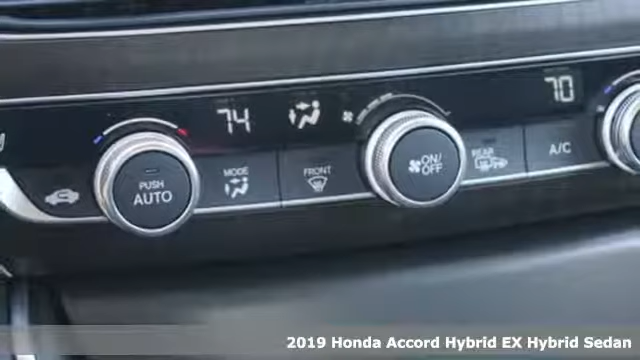 74
70
PUSH
AUTO
MODE
FRONT
ON/
OFF
REAR
A/C
2019 Honda Accord Hybrid EX Hybrid Sedan